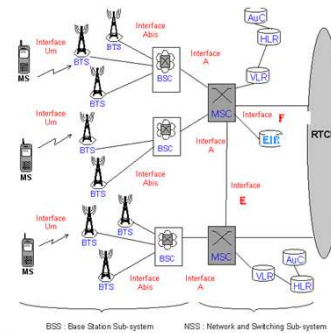 AuC
HLR
VLR
Interface
Um
BTS
BTS
Interface
Abis
Interface
A
BSC
MS
BTS
MSC
Interface F
EIR
RTCP
Interface
Um
BTS
BTS
BSC
Interface
A
MS
BTS
Interface
Abis
Interface
E
Interface
Um
BTS
BTS
BSC
MSC
MS
BTS
Interface
Abis
Interface
A
VLR
AuC
HLR
BSS : Base Station Sub-system
NSS : Network and Switching Sub-system